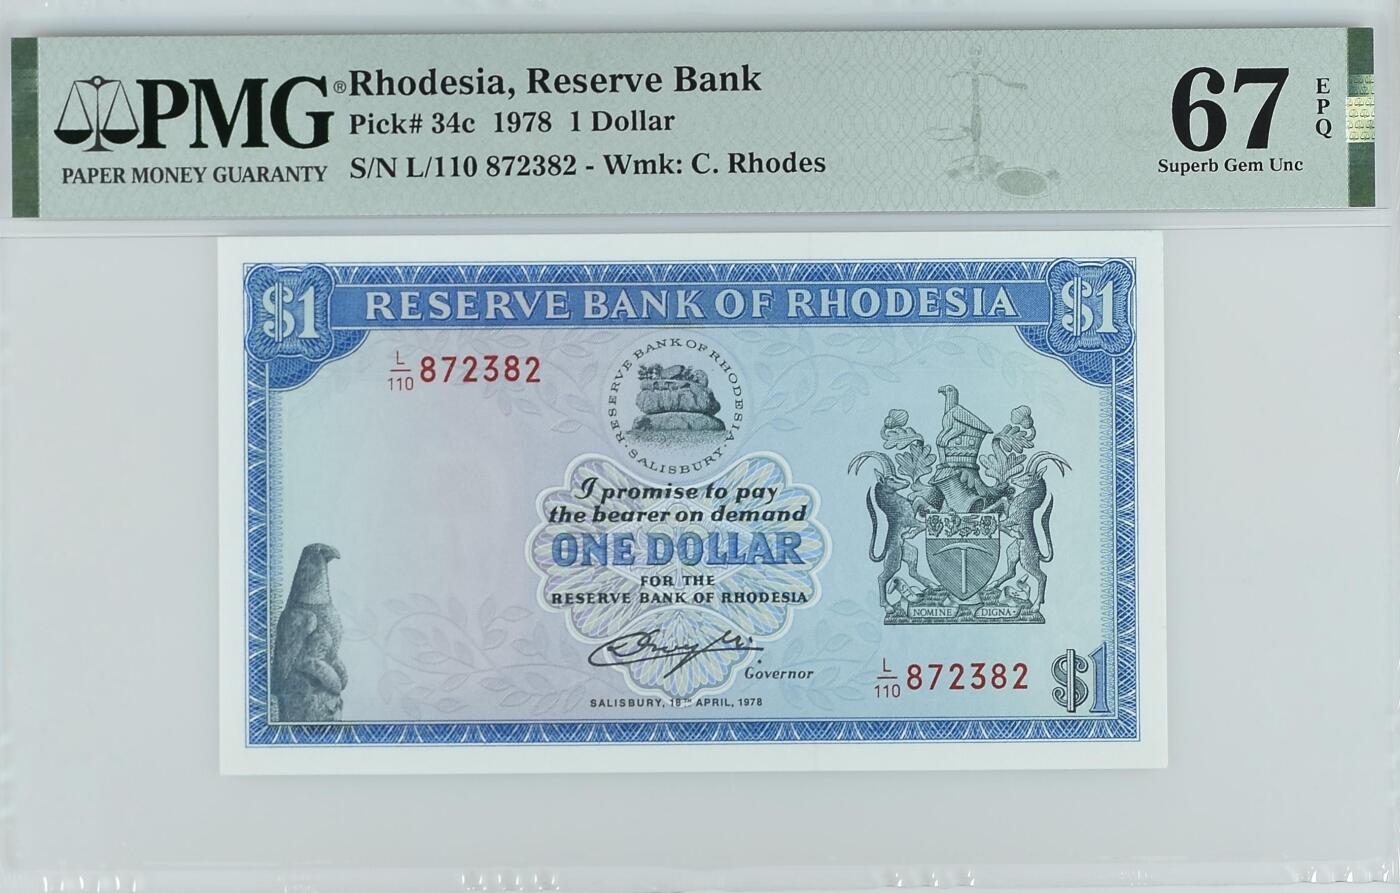 PMG®
PAPER MONEY GUARANTY
Rhodesia, Reserve Bank
Pick# 34c 1978 1 Dollar
S/N L/110 872382 - Wmk: C. Rhodes
67
EPQ
Superb Gem Unc
$1 RESERVE BANK OF RHODESIA $1
L/110 872382
RESERVE BANK OF RHODESIA
· SALISBURY ·
I promise to pay
the bearer on demand
ONE DOLLAR
FOR THE
RESERVE BANK OF RHODESIA
Governor
SALISBURY, 18TH APRIL, 1978
NOMINE DIGNA
L/110 872382
$1